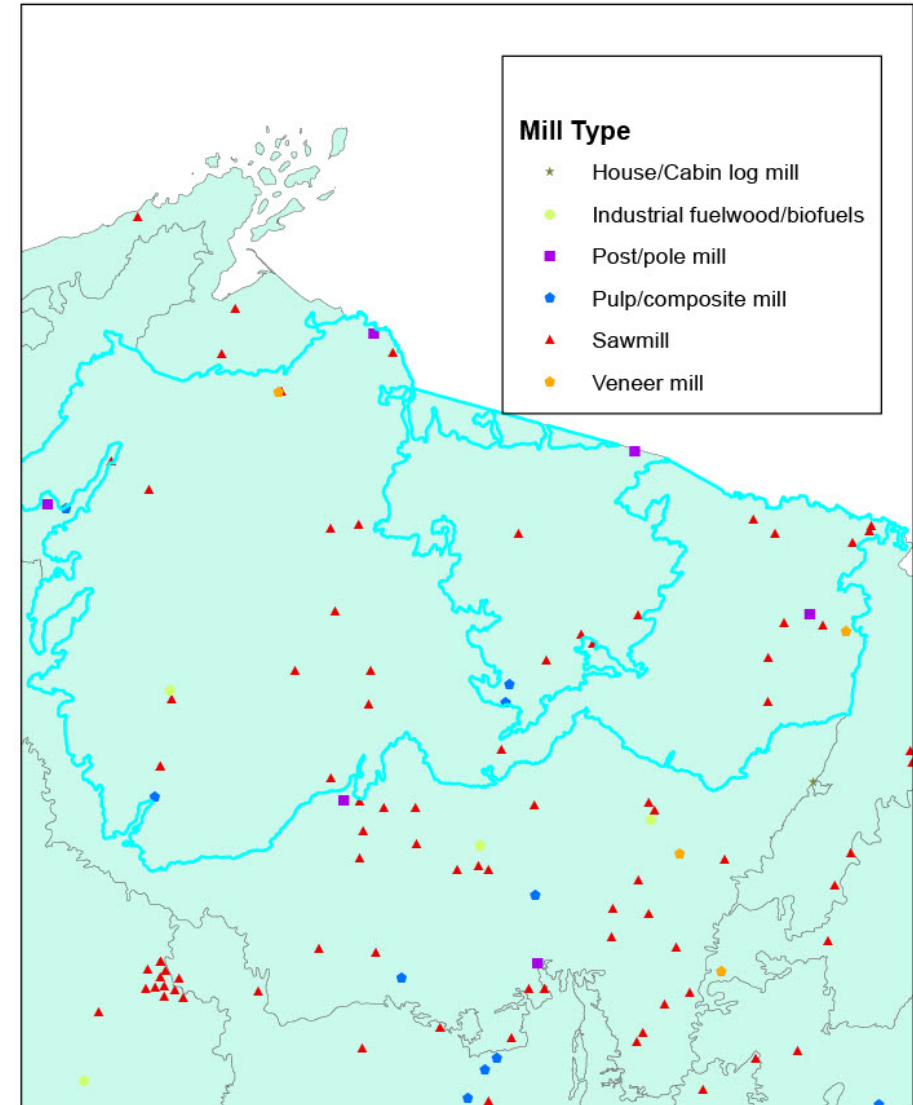 Mill Type
House/Cabin log mill
Industrial fuelwood/biofuels
Post/pole mill
Pulp/composite mill
Sawmill
Veneer mill